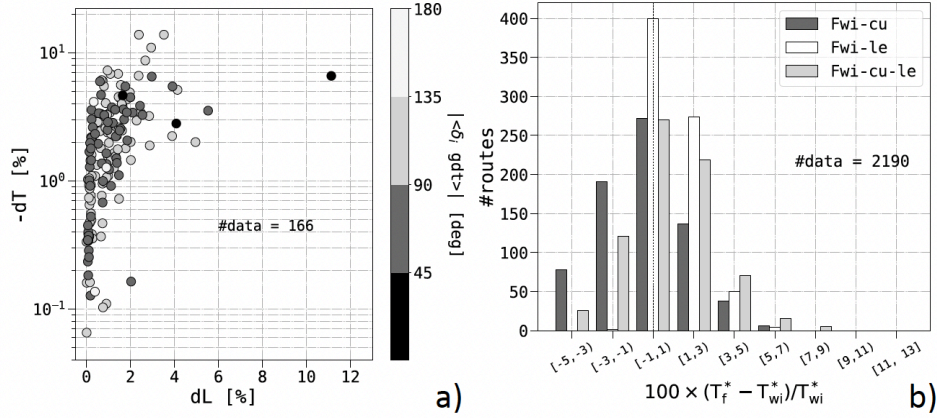 10¹
10⁰
10⁻¹
-dT [%]
0 2 4 6 8 10 12
dL [%]
#data = 166
180
135
90
45
|<δᵢ gdt>| [deg]
a)
400
350
300
250
200
150
100
50
0
#routes
Fwi-cu
Fwi-le
Fwi-cu-le
#data = 2190
[-5, -3) [-3, -1) [-1, 1) [1, 3) [3, 5) [5, 7) [7, 9) [9,11) [11, 13)
100 × (T*f − T*wi)/T*wi
b)